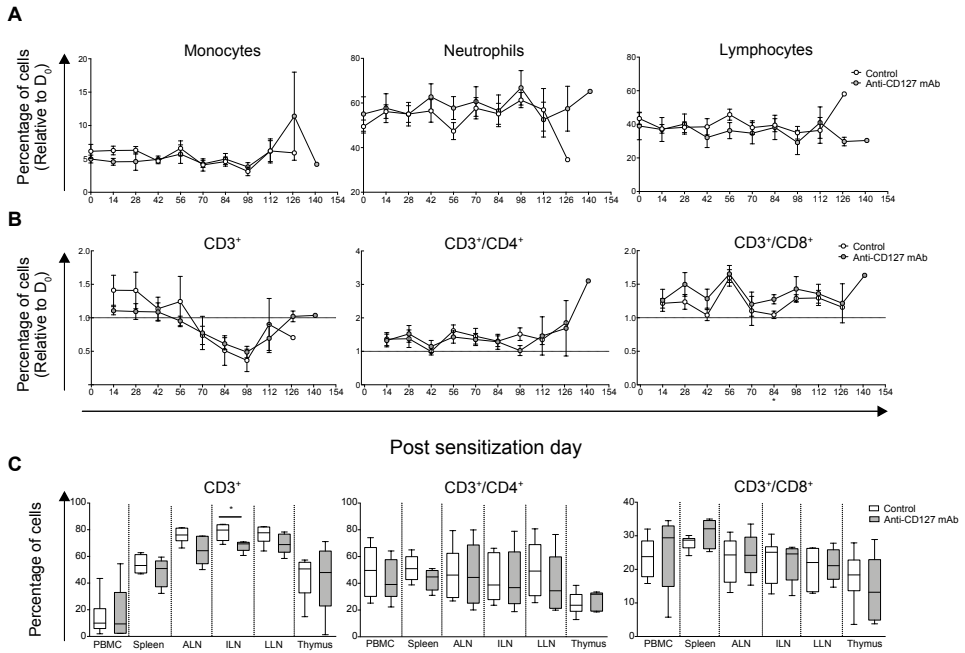 A
Monocytes
Neutrophils
Lymphocytes
Percentage of cells
(Relative to D0)
20
15
10
5
0
0 14 28 42 56 70 84 98 112 126 140 154
80
60
40
20
0 14 28 42 56 70 84 98 112 126 140 154
80
60
40
20
0
0 14 28 42 56 70 84 98 112 126 140 154
Control
Anti-CD127 mAb
B
CD3+
CD3+/CD4+
CD3+/CD8+
Percentage of cells
(Relative to D0)
2.0
1.5
1.0
0.5
0 14 28 42 56 70 84 98 112 126 140 154
4
2
1
0
0 14 28 42 56 70 84 98 112 126 140 154
2.0
1.5
1.0
0.5
0.0
0 14 28 42 56 70 84 98 112 126 140 154
*
Control
Anti-CD127 mAb
Post sensitization day
C
CD3+
CD3+/CD4+
CD3+/CD8+
Percentage of cells
100
80
60
40
20
0
*
PBMC Spleen ALN ILN LLN Thymus
100
80
60
40
20
0
PBMC Spleen ALN ILN LLN Thymus
40
30
20
10
0
PBMC Spleen ALN ILN LLN Thymus
Control
Anti-CD127 mAb